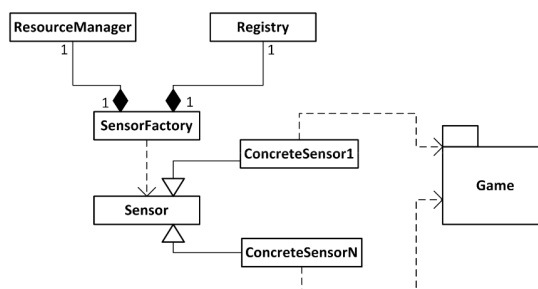 ResourceManager
Registry
1
1
1
1
SensorFactory
ConcreteSensor1
Game
Sensor
ConcreteSensorN